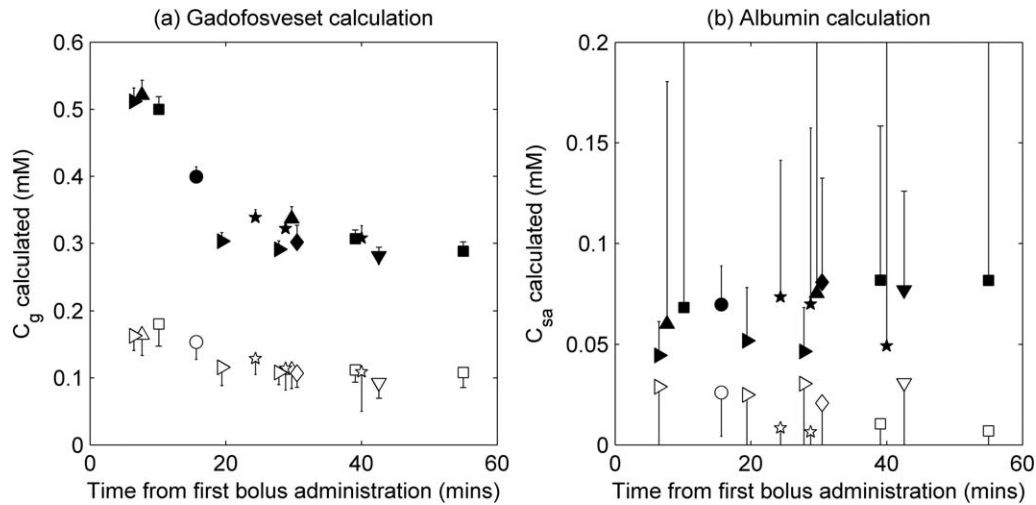 (a) Gadofosveset calculation
C_g calculated (mM)
0.6
0.5
0.4
0.3
0.2
0.1
0
0 20 40 60
Time from first bolus administration (mins)
(b) Albumin calculation
C_sa calculated (mM)
0.2
0.15
0.1
0.05
0
0 20 40 60
Time from first bolus administration (mins)